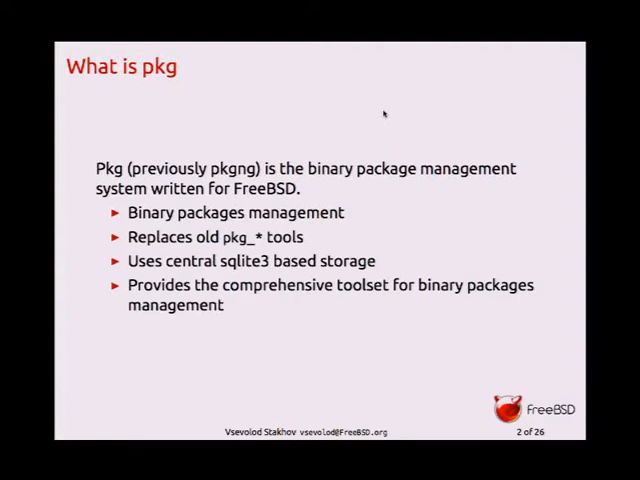 What is pkg
Pkg (previously pkgng) is the binary package management
system written for FreeBSD.
Binary packages management
Replaces old pkg_* tools
Uses central sqlite3 based storage
Provides the comprehensive toolset for binary packages
management
FreeBSD
Vsevolod Stakhov vsevolod@FreeBSD.org
2 of 26